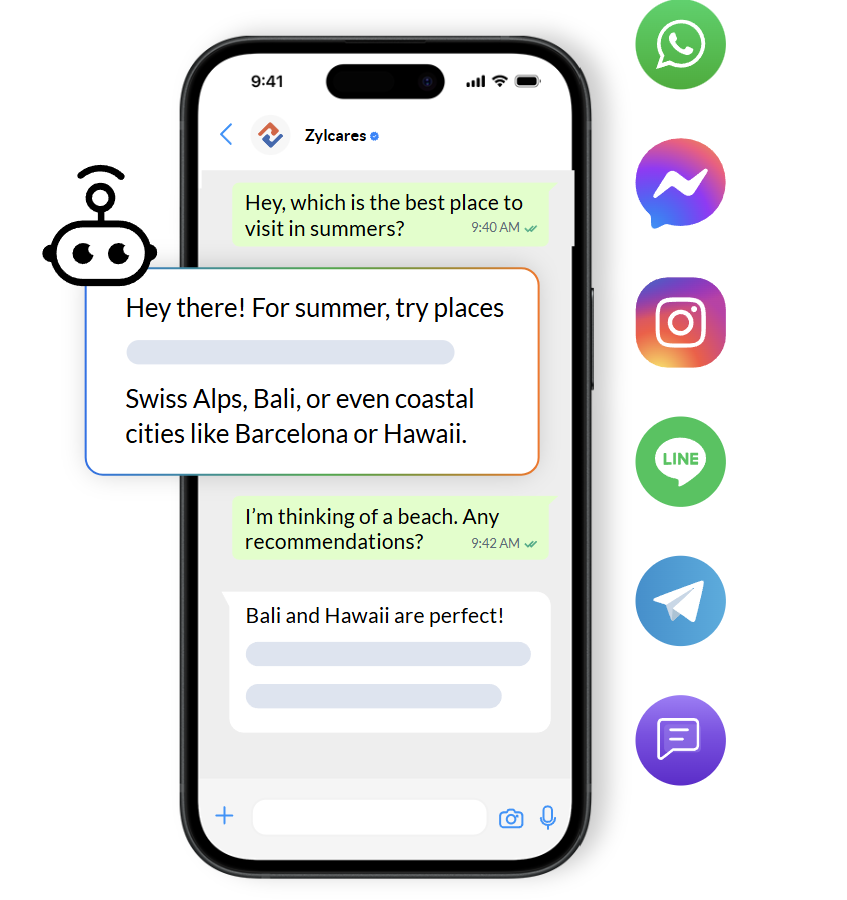 9:41
Zylcares
Hey, which is the best place to
visit in summers?
9:40 AM
Hey there! For summer, try places
Swiss Alps, Bali, or even coastal
cities like Barcelona or Hawaii.
I’m thinking of a beach. Any
recommendations?
9:42 AM
Bali and Hawaii are perfect!
LINE